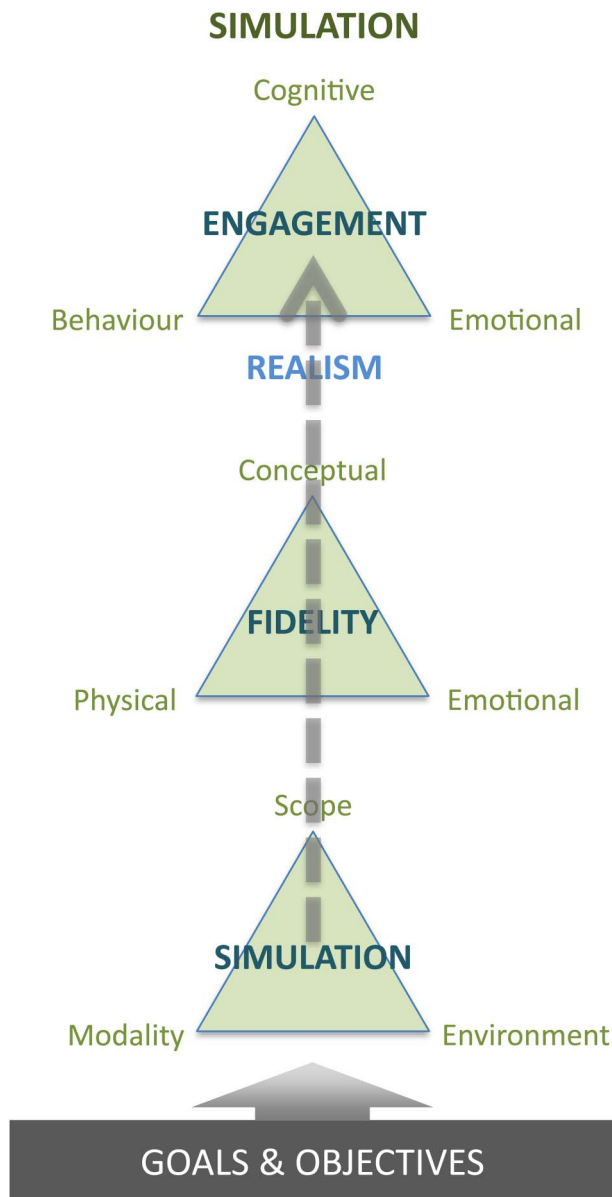 SIMULATION
Cognitive
ENGAGEMENT
Behaviour
Emotional
REALISM
Conceptual
FIDELITY
Physical
Emotional
Scope
SIMULATION
Modality
Environment
GOALS & OBJECTIVES